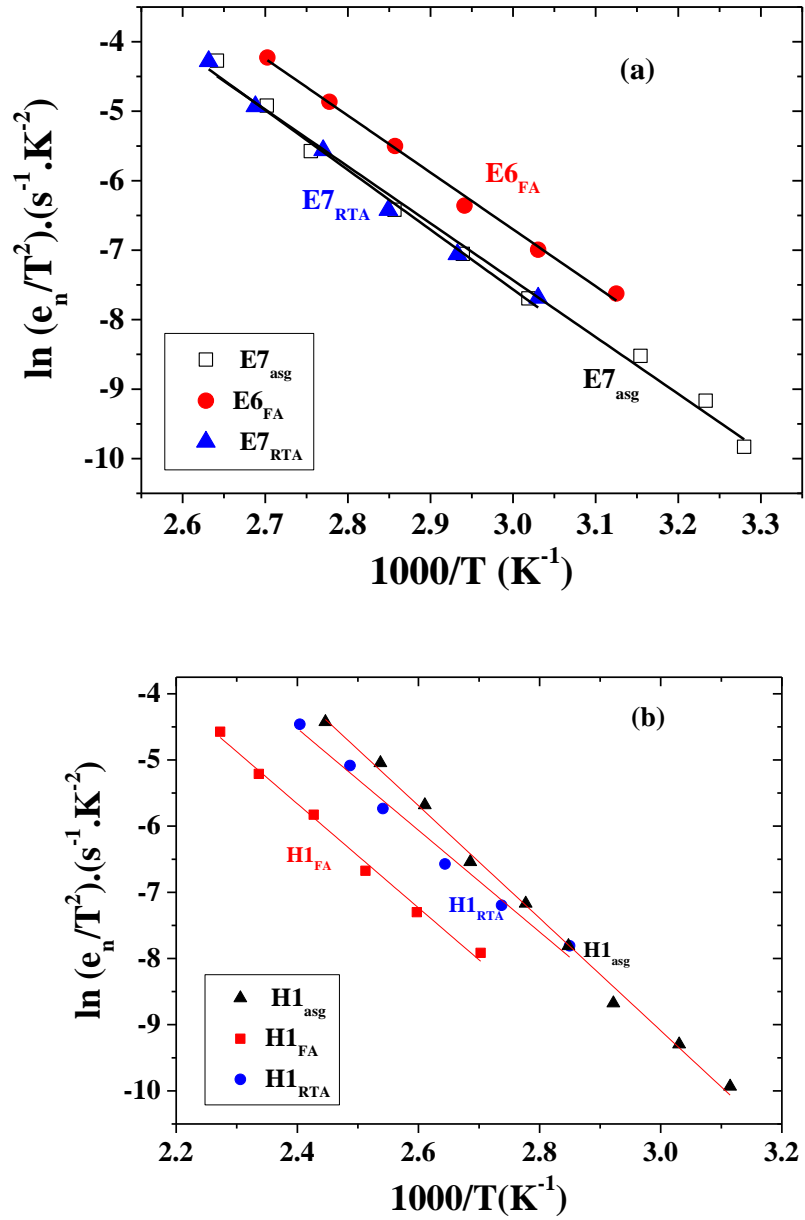 (a)
-4
-5
-6
-7
-8
-9
-10
ln (e_n/T^2).(s^-1.K^-2)
E6_FA
E7_RTA
E7_asg
E7_asg
E6_FA
E7_RTA
2.6 2.7 2.8 2.9 3.0 3.1 3.2 3.3
1000/T (K^-1)
(b)
-4
-5
-6
-7
-8
-9
-10
ln (e_n/T^2).(s^-1.K^-2)
H1_FA
H1_RTA
H1_asg
H1_asg
H1_FA
H1_RTA
2.2 2.4 2.6 2.8 3.0 3.2
1000/T(K^-1)